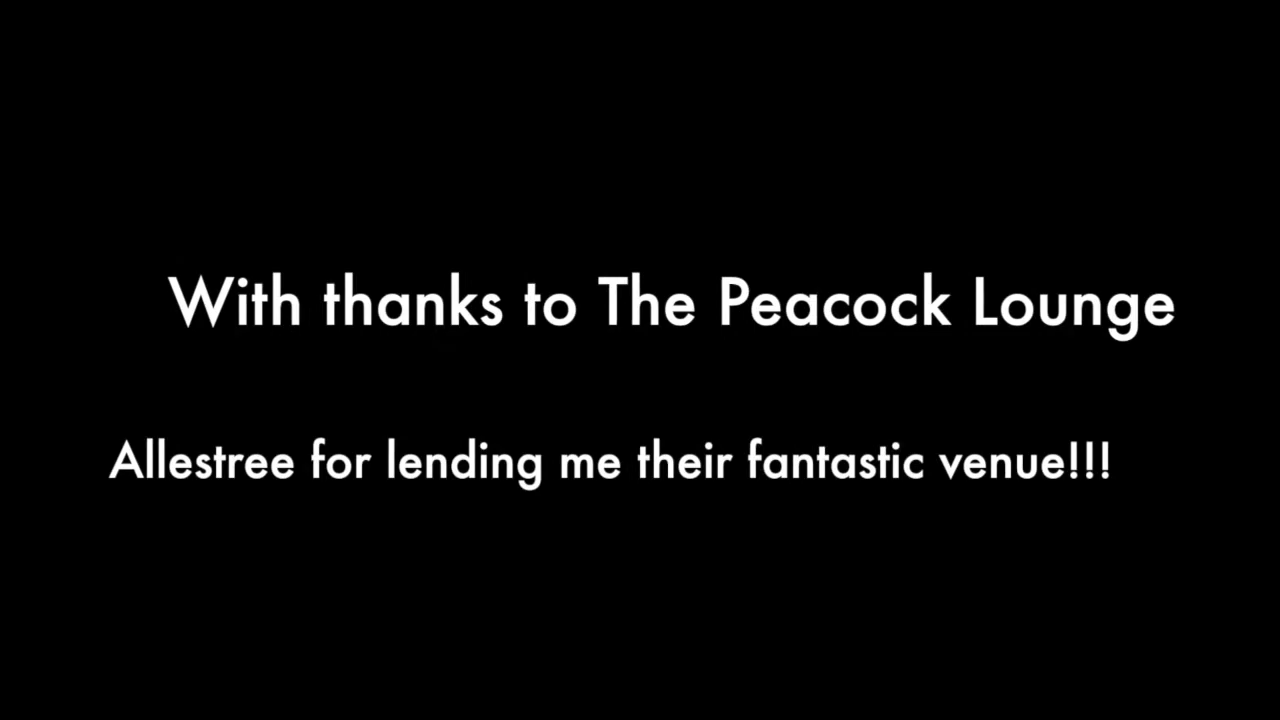 With thanks to The Peacock Lounge
Allestree for lending me their fantastic venue!!!